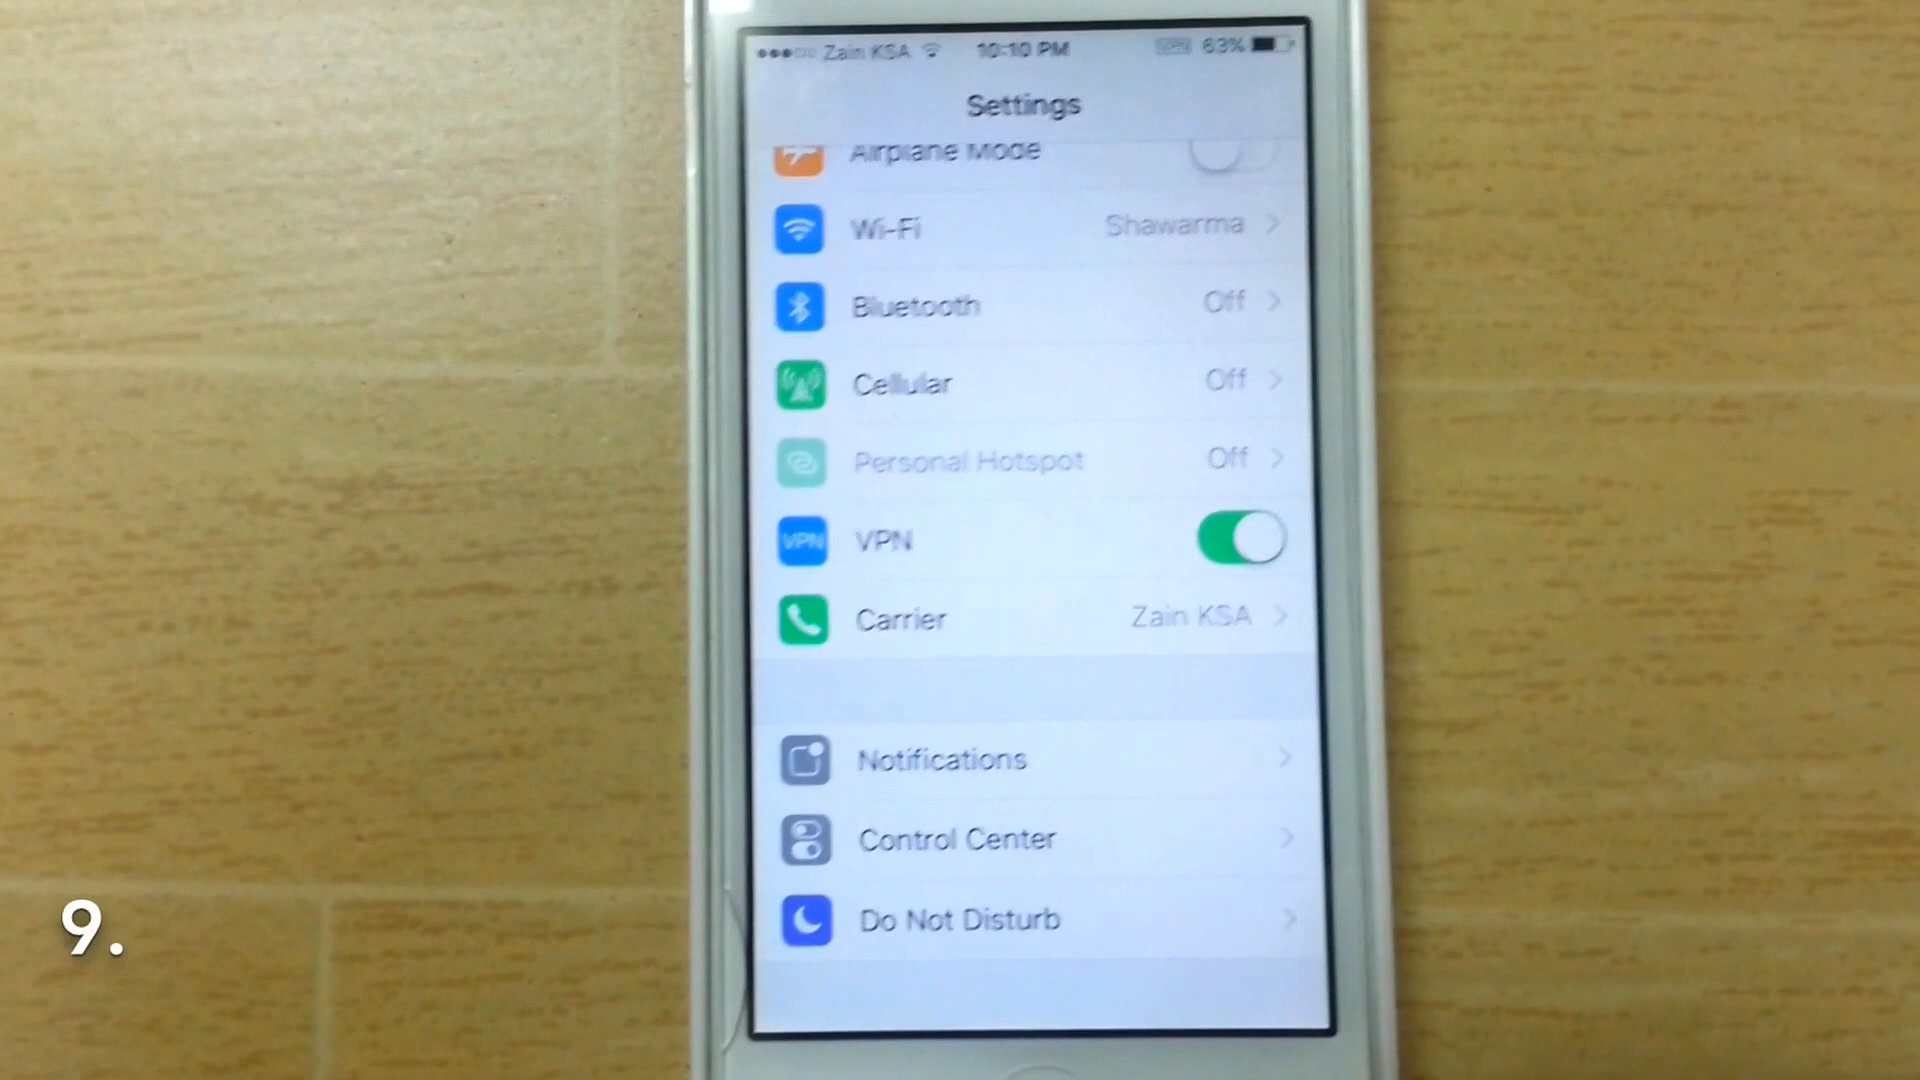 Zain KSA 10:10 PM VPN 63%
Settings
Airplane Mode
Wi-Fi Shawarma
Bluetooth Off
Cellular Off
Personal Hotspot Off
VPN VPN
Carrier Zain KSA
Notifications
Control Center
Do Not Disturb
9.